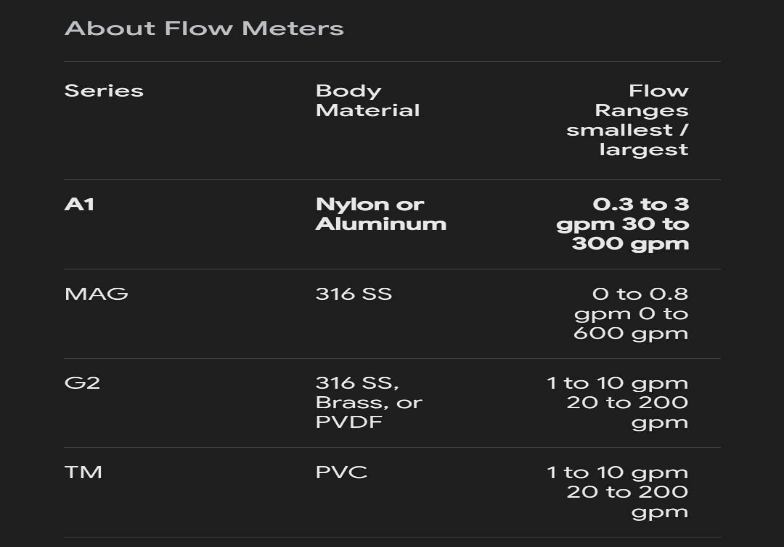 About Flow Meters
Series
Body
Material
Flow
Ranges
smallest /
largest
A1
Nylon or
Aluminum
0.3 to 3
gpm 30 to
300 gpm
MAG
316 SS
0 to 0.8
gpm 0 to
600 gpm
G2
316 SS,
Brass, or
PVDF
1 to 10 gpm
20 to 200
gpm
TM
PVC
1 to 10 gpm
20 to 200
gpm